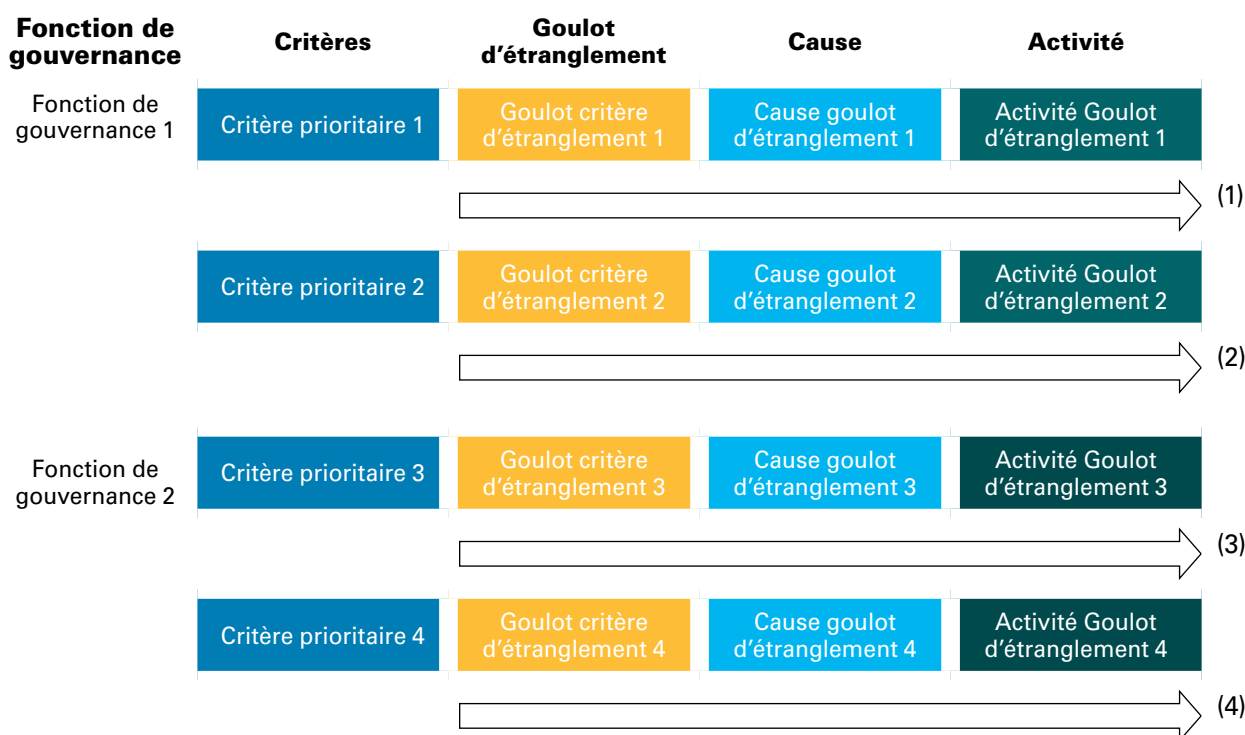 Fonction de
gouvernance
Critères
Goulot
d'étranglement
Cause
Activité
Fonction de
gouvernance 1
Critère prioritaire 1
Goulot critère
d'étranglement 1
Cause goulot
d'étranglement 1
Activité Goulot
d'étranglement 1
(1)
Critère prioritaire 2
Goulot critère
d'étranglement 2
Cause goulot
d'étranglement 2
Activité Goulot
d'étranglement 2
(2)
Fonction de
gouvernance 2
Critère prioritaire 3
Goulot critère
d'étranglement 3
Cause goulot
d'étranglement 3
Activité Goulot
d'étranglement 3
(3)
Critère prioritaire 4
Goulot critère
d'étranglement 4
Cause goulot
d'étranglement 4
Activité Goulot
d'étranglement 4
(4)